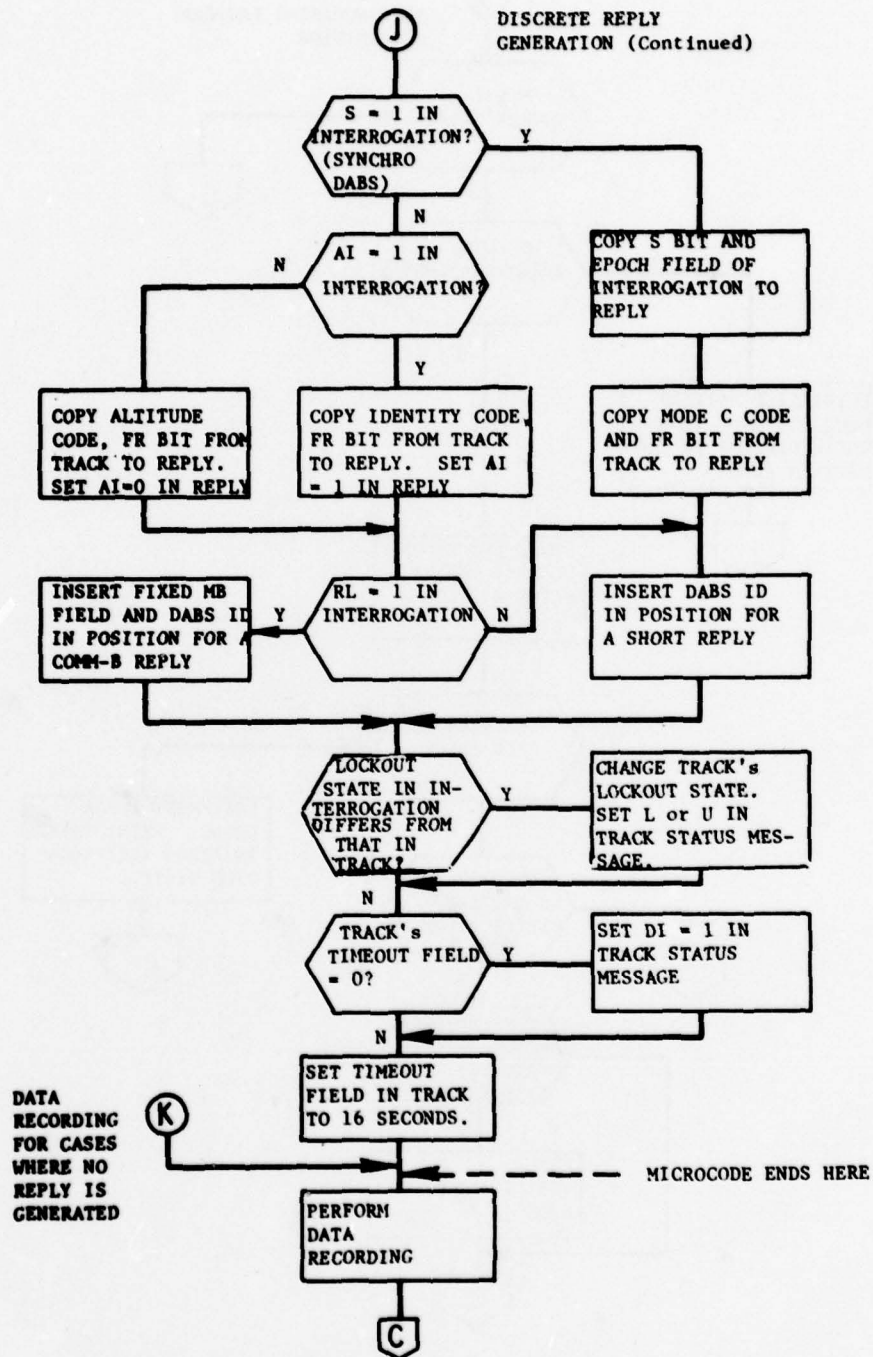 J
DISCRETE REPLY
GENERATION (Continued)
S = 1 IN
INTERROGATION?
(SYNCHRO
DABS)
Y
N
AI = 1 IN
INTERROGATION?
N
Y
COPY S BIT AND
EPOCH FIELD OF
INTERROGATION TO
REPLY
COPY ALTITUDE
CODE, FR BIT FROM
TRACK TO REPLY.
SET AI=0 IN REPLY
COPY IDENTITY CODE,
FR BIT FROM TRACK
TO REPLY. SET AI
= 1 IN REPLY
COPY MODE C CODE
AND FR BIT FROM
TRACK TO REPLY
INSERT FIXED MB
FIELD AND DABS ID
IN POSITION FOR A
COMM-B REPLY
Y
RL = 1 IN
INTERROGATION
N
INSERT DABS ID
IN POSITION FOR
A SHORT REPLY
LOCKOUT
STATE IN IN-
TERROGATION
DIFFERS FROM
THAT IN
TRACK?
Y
N
CHANGE TRACK's
LOCKOUT STATE.
SET L or U IN
TRACK STATUS MES-
SAGE.
TRACK's
TIMEOUT FIELD
= 0?
Y
N
SET DI = 1 IN
TRACK STATUS
MESSAGE
SET TIMEOUT
FIELD IN TRACK
TO 16 SECONDS.
DATA
RECORDING
FOR CASES
WHERE NO
REPLY IS
GENERATED
K
MICROCODE ENDS HERE
PERFORM
DATA
RECORDING
C